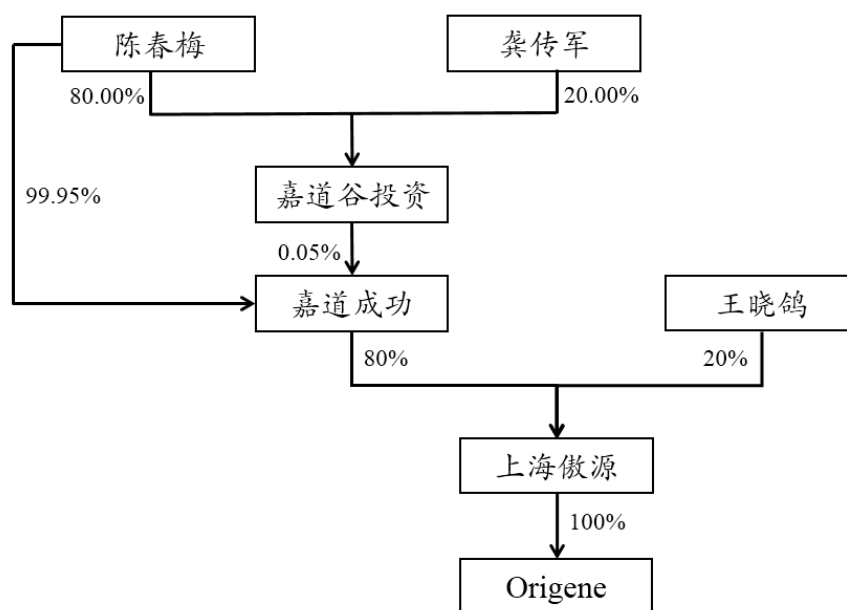 陈春梅
龚传军
80.00%
20.00%
嘉道谷投资
99.95%
0.05%
嘉道成功
王晓鸽
80%
20%
上海傲源
100%
Origene